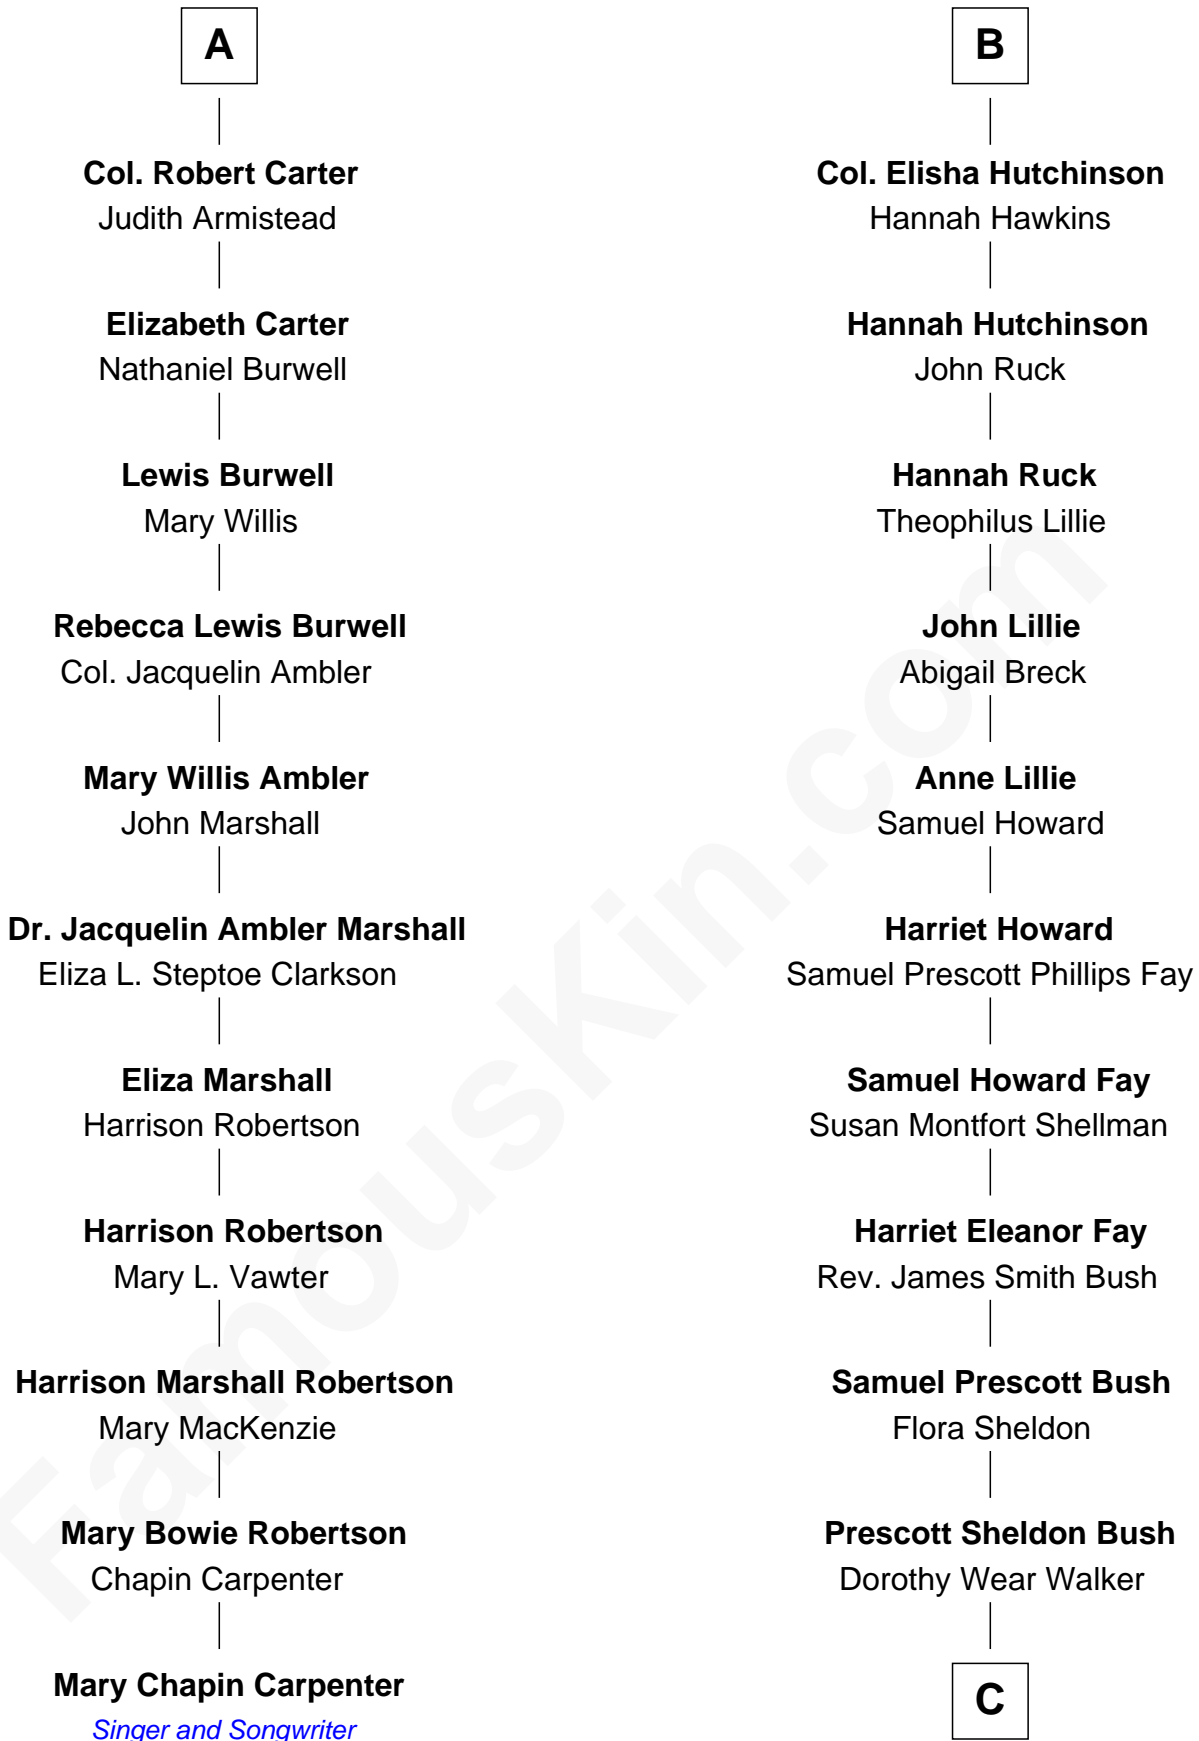 A
Col. Robert Carter
Judith Armistead
Elizabeth Carter
Nathaniel Burwell
Lewis Burwell
Mary Willis
Rebecca Lewis Burwell
Col. Jacquelin Ambler
Mary Willis Ambler
John Marshall
Dr. Jacquelin Ambler Marshall
Eliza L. Steptoe Clarkson
Eliza Marshall
Harrison Robertson
Harrison Robertson
Mary L. Vawter
Harrison Marshall Robertson
Mary MacKenzie
Mary Bowie Robertson
Chapin Carpenter
Mary Chapin Carpenter
Singer and Songwriter
B
Col. Elisha Hutchinson
Hannah Hawkins
Hannah Hutchinson
John Ruck
Hannah Ruck
Theophilus Lillie
John Lillie
Abigail Breck
Anne Lillie
Samuel Howard
Harriet Howard
Samuel Prescott Phillips Fay
Samuel Howard Fay
Susan Montfort Shellman
Harriet Eleanor Fay
Rev. James Smith Bush
Samuel Prescott Bush
Flora Sheldon
Prescott Sheldon Bush
Dorothy Wear Walker
C
FamousKin.com